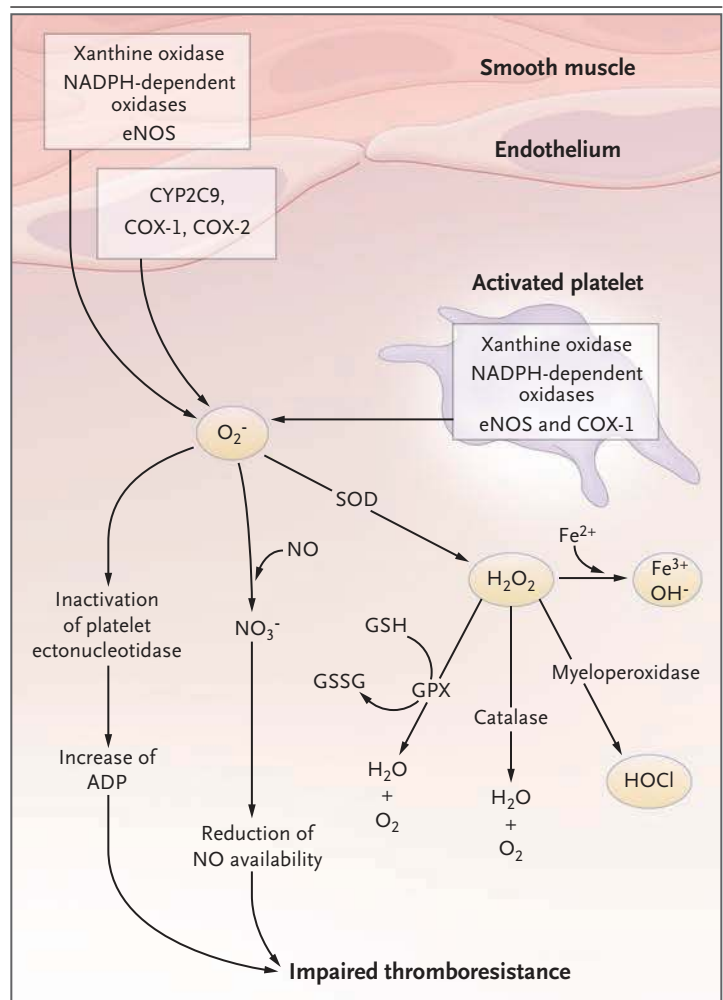 Smooth muscle
Xanthine oxidase
NADPH-dependent
oxidases
eNOS
Endothelium
CYP2C9,
COX-1, COX-2
Activated platelet
Xanthine oxidase
NADPH-dependent
oxidases
eNOS and COX-1
O₂⁻
SOD
NO
Fe²⁺
H₂O₂
Fe³⁺
OH⁻
Inactivation
of platelet
ectonucleotidase
NO₃⁻
GSH
GSSG
GPX
Myeloperoxidase
Catalase
Increase of
ADP
H₂O
+
O₂
H₂O
+
O₂
HOCl
Reduction of
NO availability
Impaired thromboresistance